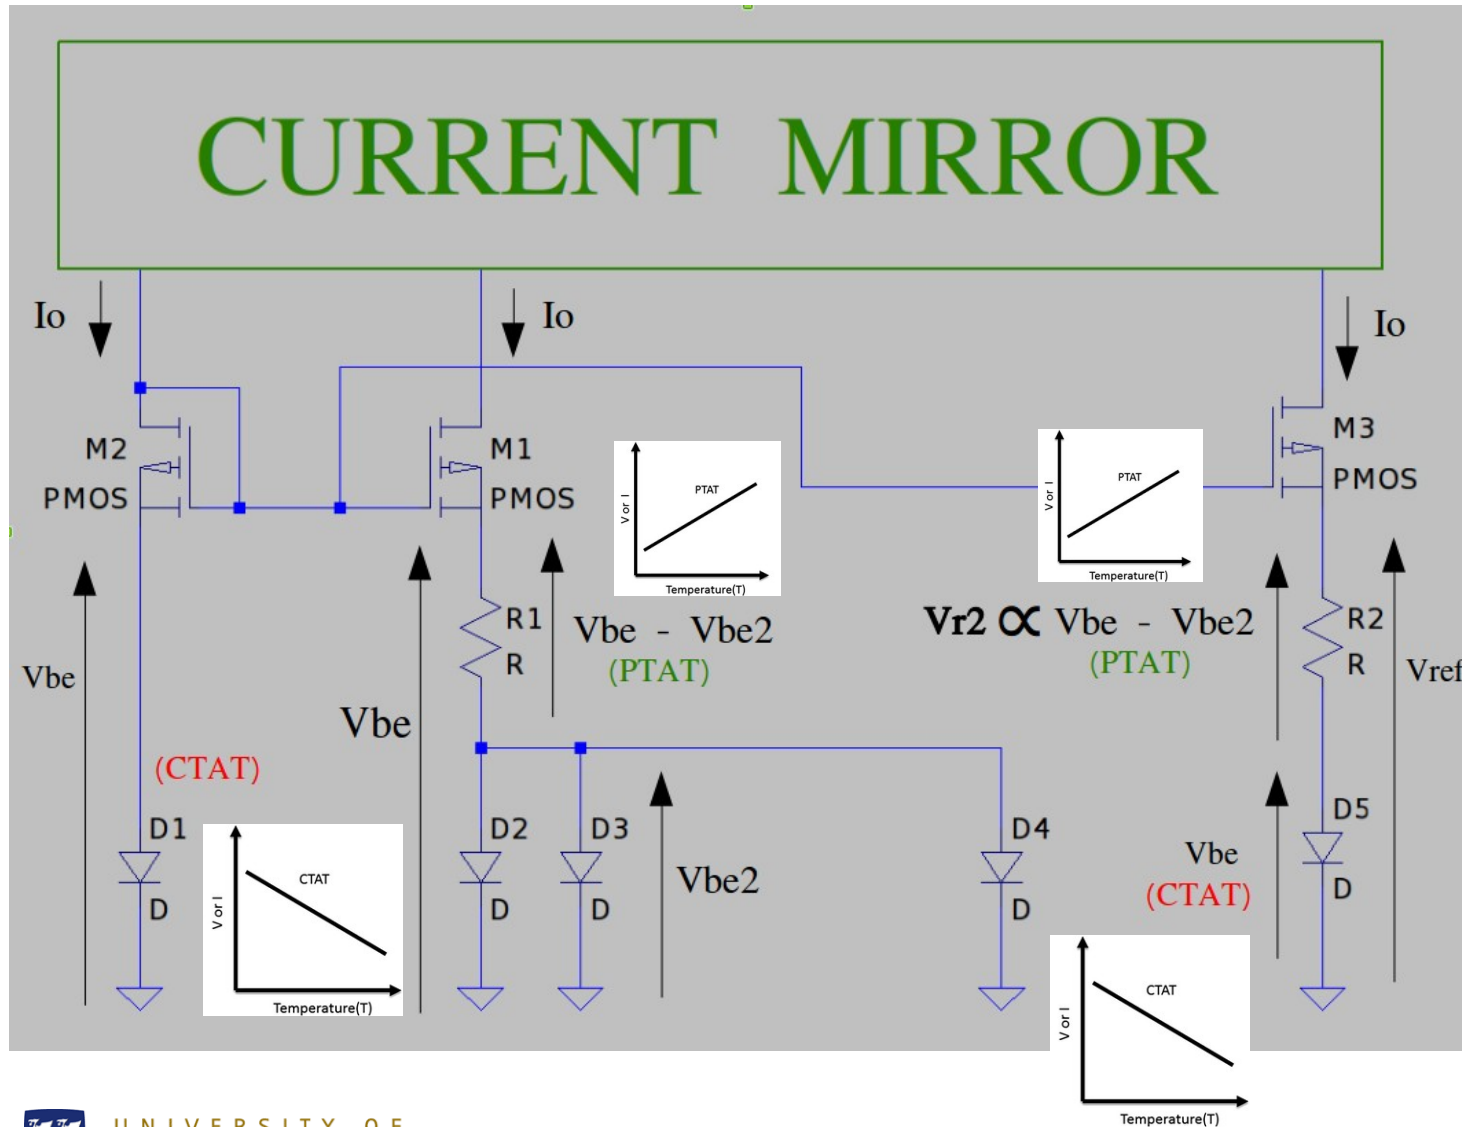 CURRENT MIRROR
Io
Io
Io
M2
PMOS
M1
PMOS
M3
PMOS
V or I
PTAT
Temperature(T)
V or I
PTAT
Temperature(T)
R1
R
Vbe - Vbe2
(PTAT)
Vr2 ∝ Vbe - Vbe2
(PTAT)
R2
R
Vref
Vbe
Vbe
(CTAT)
D1
D
V or I
CTAT
Temperature(T)
D2
D
D3
D
Vbe2
D4
D
Vbe
(CTAT)
D5
D
V or I
CTAT
Temperature(T)
UNIVERSITY OF